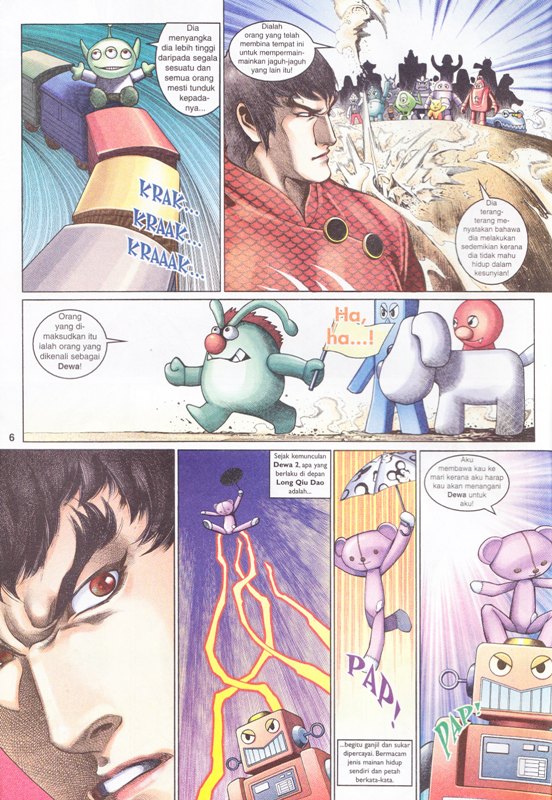 Dia
menyangka
dia lebih tinggi
daripada segala
sesuatu dan
semua orang
mesti tunduk
kepada-
nya...
KRAK...
KRAAK...
KRAAAK...
Dialah
orang yang telah
membina tempat ini
untuk mempermain-
mainkan jaguh-jaguh
yang lain itu!
Dia
terang-
terang me-
nyatakan bahawa
dia melakukan
sedemikian kerana
dia tidak mahu
hidup dalam
kesunyian!
Orang
yang di-
maksudkan itu
ialah orang yang
dikenali sebagai
Dewa!
Ha,
ha...!
6
Sejak kemunculan
Dewa 2, apa yang
berlaku di depan
Long Qiu Dao
adalah...
PAP!
...begitu ganjil dan sukar
dipercayai. Bermacam
jenis mainan hidup
sendiri dan petah
berkata-kata.
Aku
membawa kau ke
mari kerana aku harap
kau akan menangani
Dewa untuk
aku!
PAP!